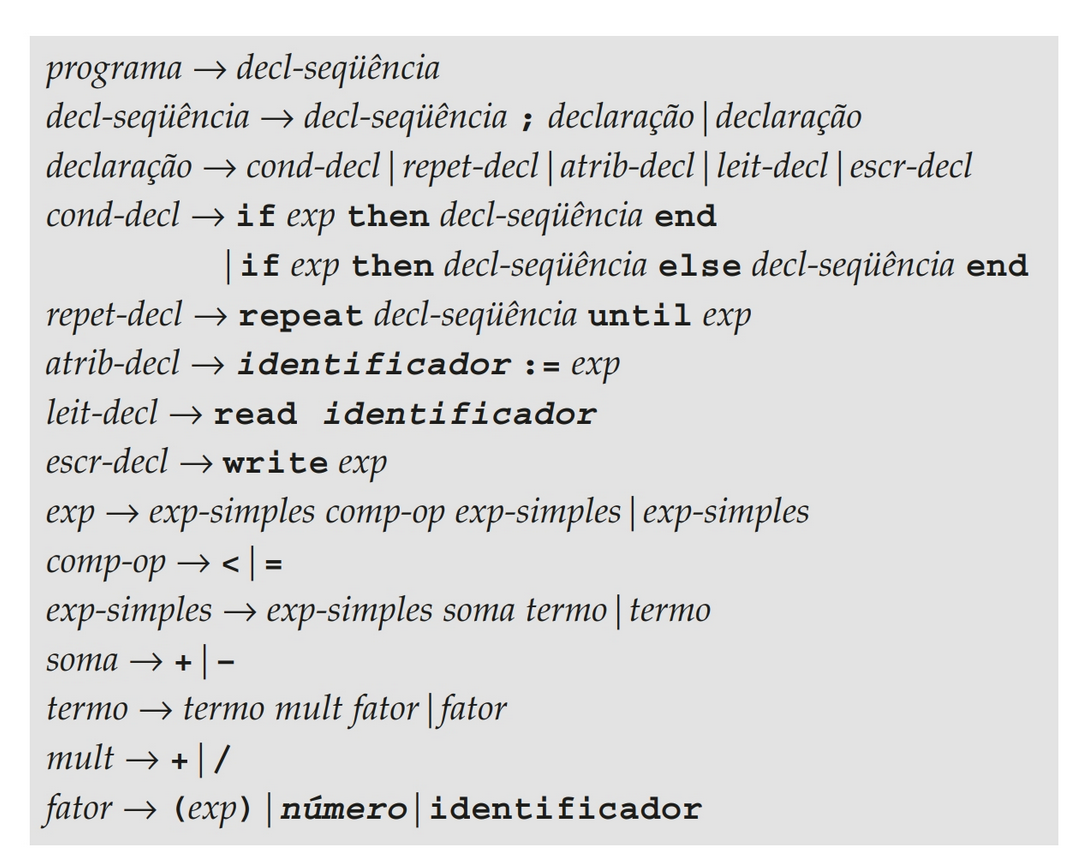 programa → decl-seqüência
decl-seqüência → decl-seqüência ; declaração | declaração
declaração → cond-decl | repet-decl | atrib-decl | leit-decl | escr-decl
cond-decl → if exp then decl-seqüência end
| if exp then decl-seqüência else decl-seqüência end
repet-decl → repeat decl-seqüência until exp
atrib-decl → identificador := exp
leit-decl → read identificador
escr-decl → write exp
exp → exp-simples comp-op exp-simples | exp-simples
comp-op → < | =
exp-simples → exp-simples soma termo | termo
soma → + | -
termo → termo mult fator | fator
mult → + | /
fator → (exp) | número | identificador